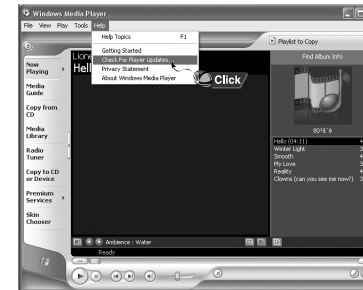 Windows Media Player
File View Play Tools Help
Help Topics F1
Getting Started
Check For Player Updates...
Privacy Statement
About Windows Media Player
Click
Playlist to Copy
Find Album Info
Now Playing
Media Guide
Copy from CD
Media Library
Radio Tuner
Copy to CD or Device
Premium Services
Skin Chooser
Lione
Hell
Hello (04:11)
Winter Light
Smooth
My Love
Reality
Clowns (can you see me now?)
Ambience : Water
Ready